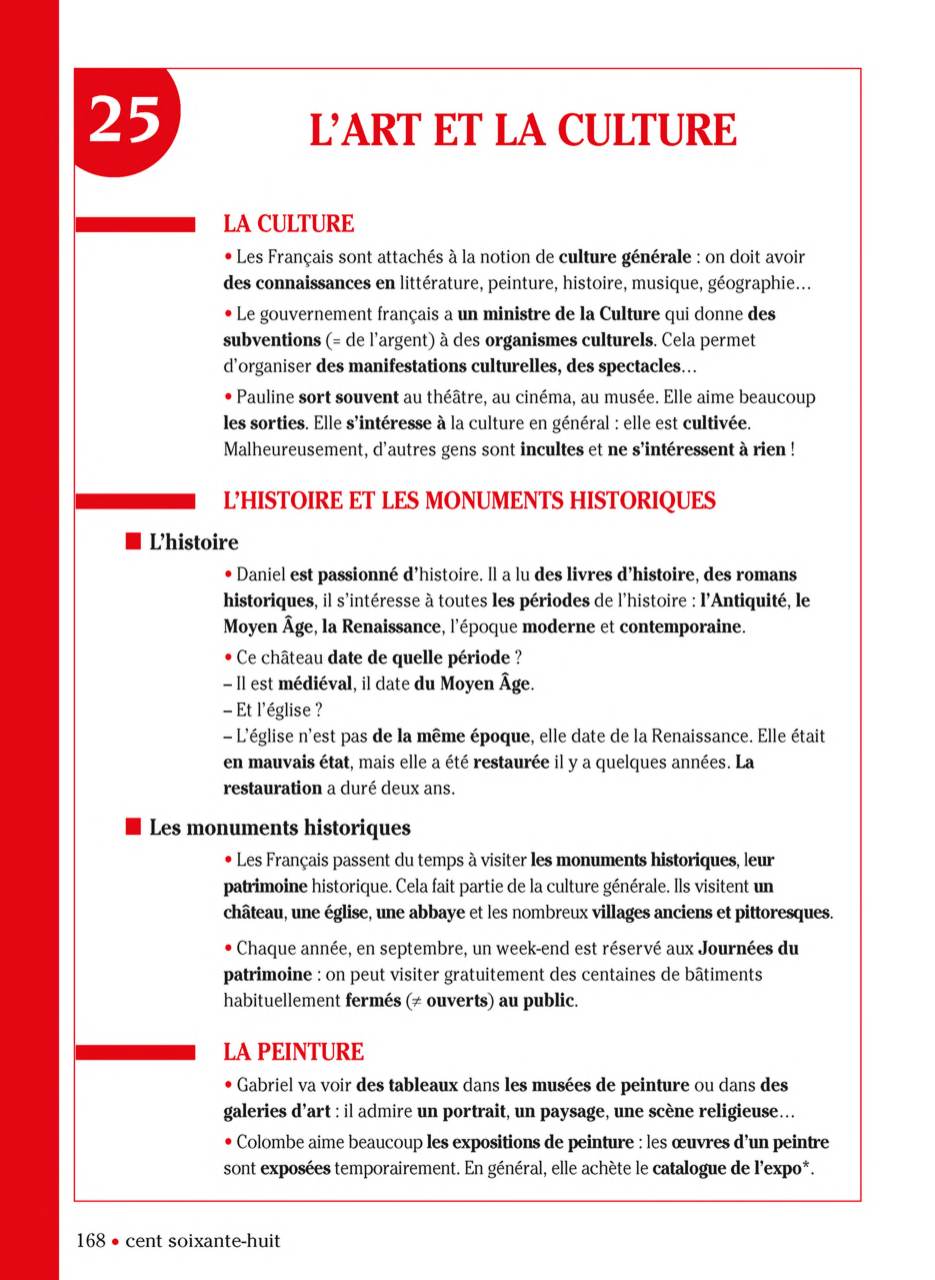 25
L'ART ET LA CULTURE
LA CULTURE
• Les Français sont attachés à la notion de culture générale : on doit avoir
des connaissances en littérature, peinture, histoire, musique, géographie…
• Le gouvernement français a un ministre de la Culture qui donne des
subventions (= de l'argent) à des organismes culturels. Cela permet
d'organiser des manifestations culturelles, des spectacles…
• Pauline sort souvent au théâtre, au cinéma, au musée. Elle aime beaucoup
les sorties. Elle s'intéresse à la culture en général : elle est cultivée.
Malheureusement, d'autres gens sont incultes et ne s'intéressent à rien !
L'HISTOIRE ET LES MONUMENTS HISTORIQUES
■ L'histoire
• Daniel est passionné d'histoire. Il a lu des livres d'histoire, des romans
historiques, il s'intéresse à toutes les périodes de l'histoire : l'Antiquité, le
Moyen Âge, la Renaissance, l'époque moderne et contemporaine.
• Ce château date de quelle période ?
– Il est médiéval, il date du Moyen Âge.
– Et l'église ?
– L'église n'est pas de la même époque, elle date de la Renaissance. Elle était
en mauvais état, mais elle a été restaurée il y a quelques années. La
restauration a duré deux ans.
■ Les monuments historiques
• Les Français passent du temps à visiter les monuments historiques, leur
patrimoine historique. Cela fait partie de la culture générale. Ils visitent un
château, une église, une abbaye et les nombreux villages anciens et pittoresques.
• Chaque année, en septembre, un week-end est réservé aux Journées du
patrimoine : on peut visiter gratuitement des centaines de bâtiments
habituellement fermés (≠ ouverts) au public.
LA PEINTURE
• Gabriel va voir des tableaux dans les musées de peinture ou dans des
galeries d'art : il admire un portrait, un paysage, une scène religieuse…
• Colombe aime beaucoup les expositions de peinture : les œuvres d'un peintre
sont exposées temporairement. En général, elle achète le catalogue de l'expo*.
168 • cent soixante-huit